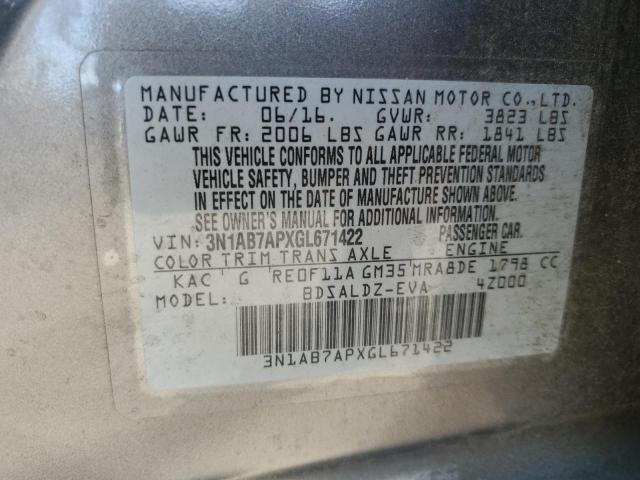 MANUFACTURED BY NISSAN MOTOR CO.,LTD.
DATE: 06/16. GVWR: 3823 LBS
GAWR FR: 2006 LBS GAWR RR: 1841 LBS
THIS VEHICLE CONFORMS TO ALL APPLICABLE FEDERAL MOTOR
VEHICLE SAFETY, BUMPER AND THEFT PREVENTION STANDARDS
IN EFFECT ON THE DATE OF MANUFACTURE SHOWN ABOVE.
SEE OWNER'S MANUAL FOR ADDITIONAL INFORMATION.
VIN: 3N1AB7APXGL671422 PASSENGER CAR.
COLOR TRIM TRANS AXLE ENGINE
KAC G RE0F11A GM35 MRA8DE 1798 CC
MODEL: BDSALDZ-EVA 4Z000
3N1AB7APXGL671422